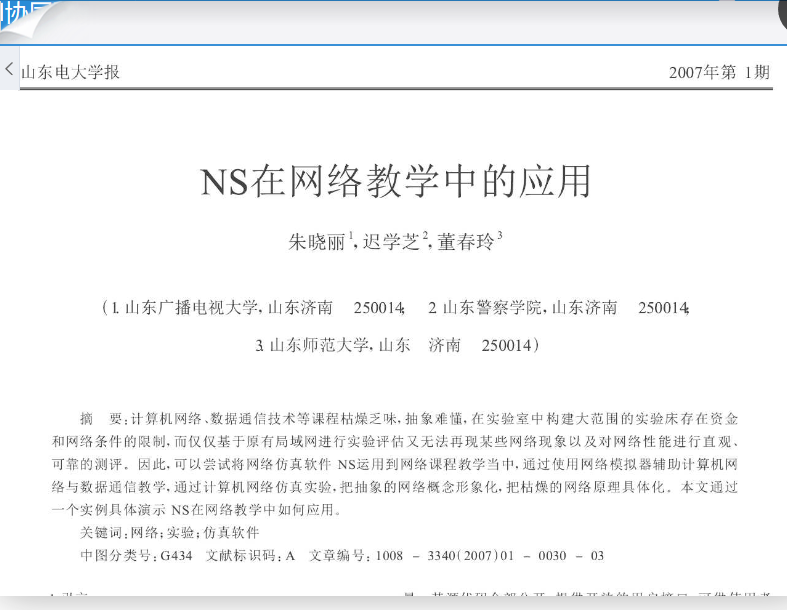 协同
山东电大学报 2007年第 1期
NS在网络教学中的应用
朱晓丽1, 迟学芝2, 董春玲3
(1. 山东广播电视大学, 山东济南 250014; 2 山东警察学院, 山东济南 250014;
3. 山东师范大学, 山东 济南 250014)
摘 要: 计算机网络、数据通信技术等课程枯燥乏味, 抽象难懂, 在实验室中构建大范围的实验床存在资金
和网络条件的限制, 而仅仅基于原有局域网进行实验评估又无法再现某些网络现象以及对网络性能进行直观、
可靠的测评。因此, 可以尝试将网络仿真软件 NS运用到网络课程教学当中, 通过使用网络模拟器辅助计算机网
络与数据通信教学, 通过计算机网络仿真实验, 把抽象的网络概念形象化, 把枯燥的网络原理具体化。本文通过
一个实例具体演示 NS在网络教学中如何应用。
关键词: 网络; 实验; 仿真软件
中图分类号: G434 文献标识码: A 文章编号: 1008 - 3340(2007)01 - 0030 - 03